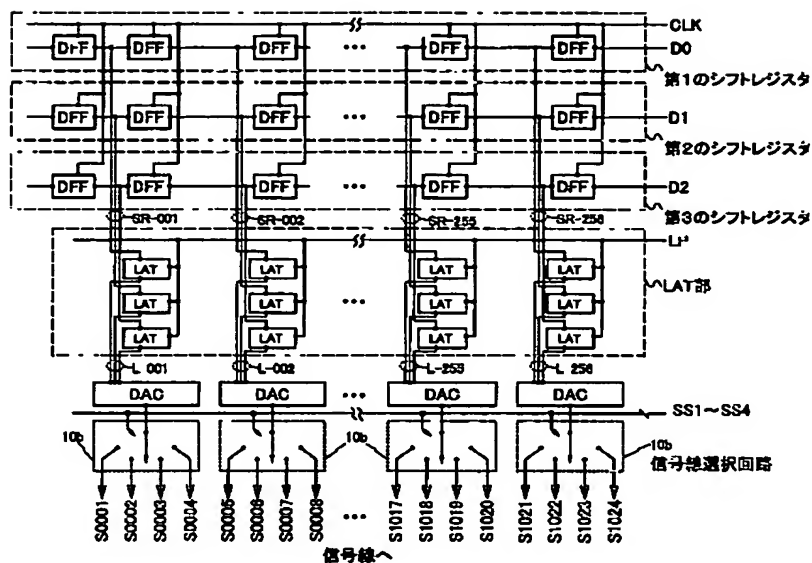 CLK
DFF DFF DFF DFF DFF D0
第1のシフトレジスタ
DFF DFF DFF DFF DFF D1
第2のシフトレジスタ
DFF DFF DFF DFF DFF D2
SR-001 SR-002 SR-255 SR-256 第3のシフトレジスタ
LP
LAT LAT LAT LAT
LAT部
LAT LAT LAT LAT
LAT LAT LAT LAT
L-001 L-002 L-255 L-256
DAC DAC DAC DAC
SS1~SS4
10b 10b 10b
信号線選択回路
S0001 S0002 S0003 S0004 S0005 S0006 S0007 S0008 S1017 S1018 S1019 S1020 S1021 S1022 S1023 S1024
信号線へ